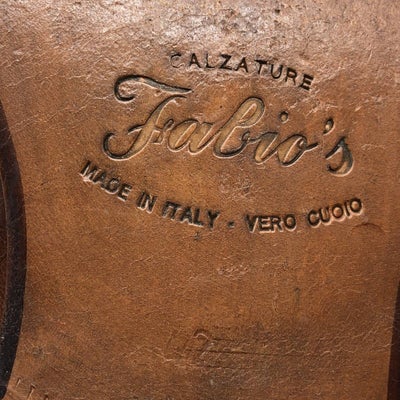 CALZATURE
Fabio's
MADE IN ITALY - VERO CUOIO